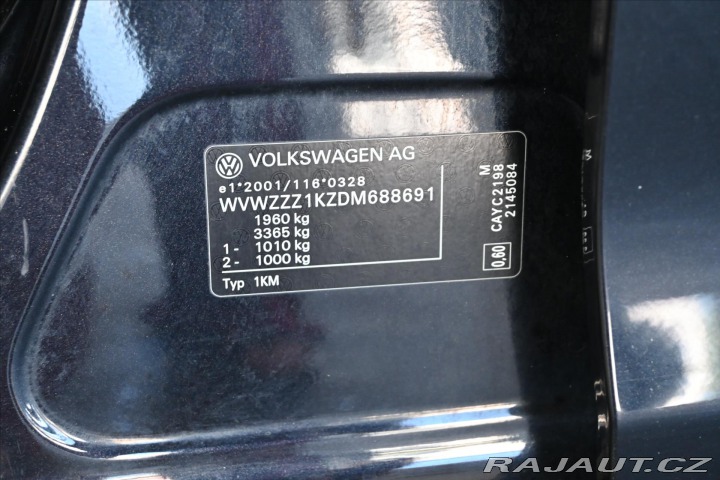 VOLKSWAGEN AG
e1*2001/116*0328
WVWZZZ1KZDM688691
1960 kg
3365 kg
1- 1010 kg
2- 1000 kg
Typ 1KM
M
CAYC2198
2145084
0,60
RAJAUT.CZ